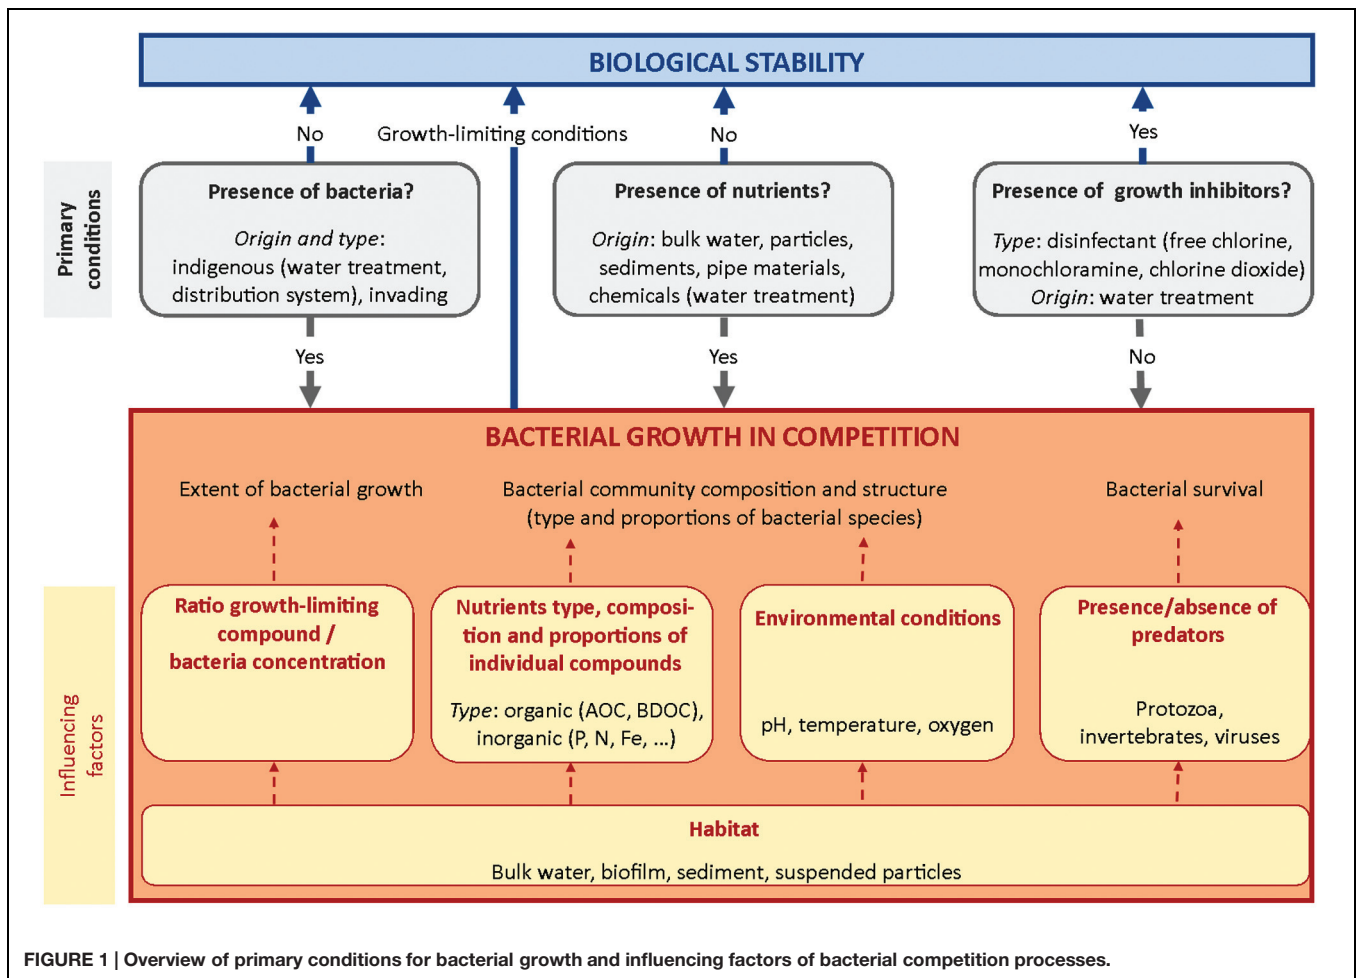 BIOLOGICAL STABILITY
No
Growth-limiting conditions
No
Yes
Primary
conditions
Presence of bacteria?
Origin and type:
indigenous (water treatment,
distribution system), invading
Presence of nutrients?
Origin: bulk water, particles,
sediments, pipe materials,
chemicals (water treatment)
Presence of growth inhibitors?
Type: disinfectant (free chlorine,
monochloramine, chlorine dioxide)
Origin: water treatment
Yes
Yes
No
BACTERIAL GROWTH IN COMPETITION
Extent of bacterial growth
Bacterial community composition and structure
(type and proportions of bacterial species)
Bacterial survival
Influencing
factors
Ratio growth-limiting
compound /
bacteria concentration
Nutrients type, composi-
tion and proportions of
individual compounds
Type: organic (AOC, BDOC),
inorganic (P, N, Fe, ...)
Environmental conditions
pH, temperature, oxygen
Presence/absence of
predators
Protozoa,
invertebrates, viruses
Habitat
Bulk water, biofilm, sediment, suspended particles
FIGURE 1 | Overview of primary conditions for bacterial growth and influencing factors of bacterial competition processes.